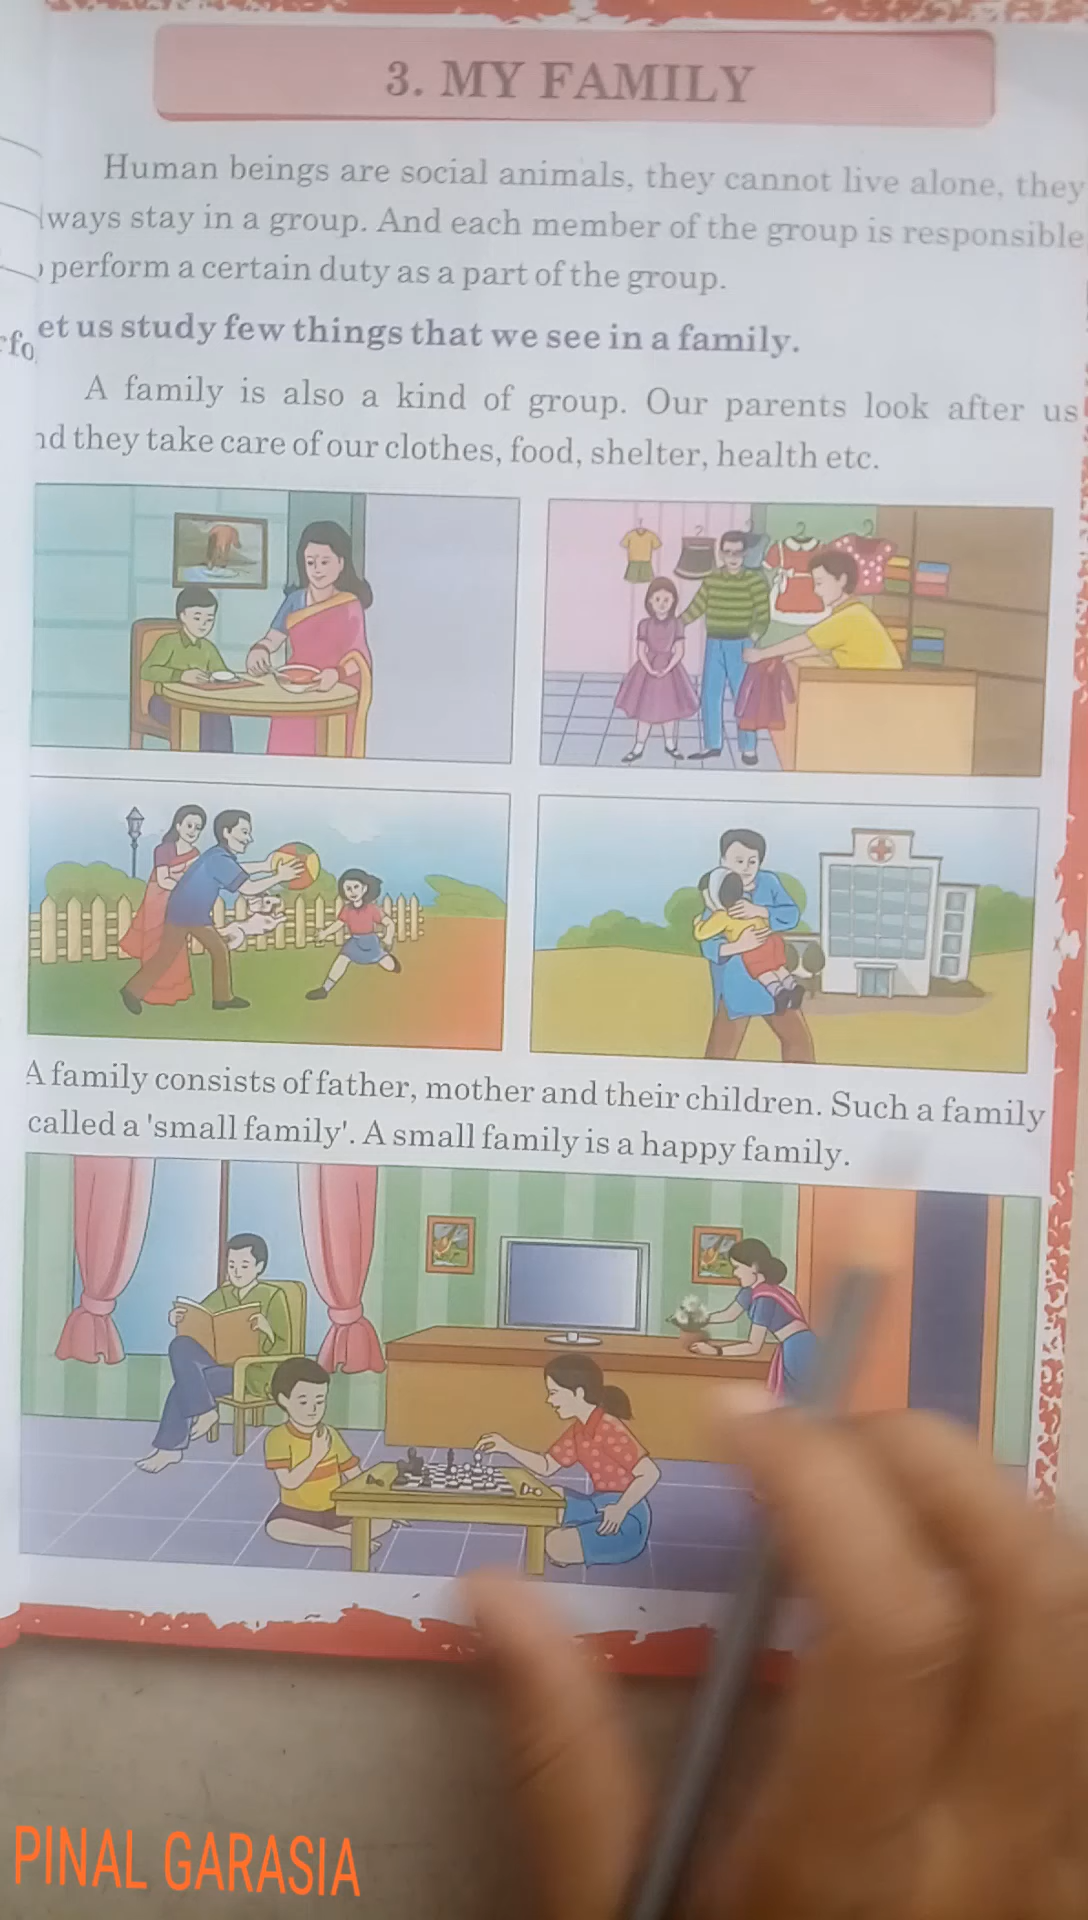 3. MY FAMILY
Human beings are social animals, they cannot live alone, they
ways stay in a group. And each member of the group is responsible
perform a certain duty as a part of the group.
et us study few things that we see in a family.
A family is also a kind of group. Our parents look after us
nd they take care of our clothes, food, shelter, health etc.
A family consists of father, mother and their children. Such a family
called a 'small family'. A small family is a happy family.
PINAL GARASIA